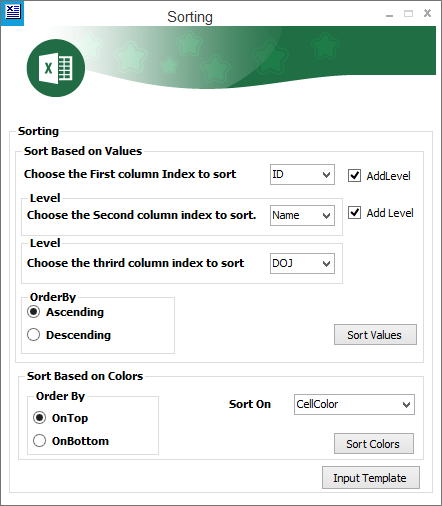 Sorting
Sorting
Sort Based on Values
Choose the First column Index to sort ID AddLevel
Level
Choose the Second column index to sort. Name Add Level
Level
Choose the thrird column index to sort DOJ
OrderBy
Ascending
Descending
Sort Values
Sort Based on Colors
Order By
Sort On CellColor
OnTop
OnBottom
Sort Colors
Input Template